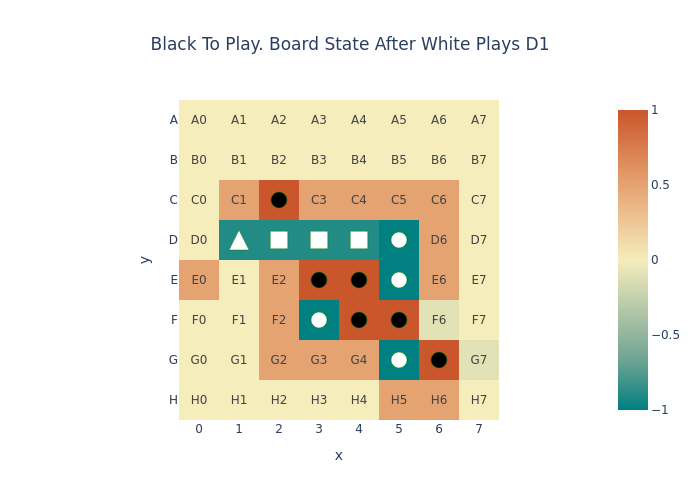 Black To Play. Board State After White Plays D1
A A0 A1 A2 A3 A4 A5 A6 A7
B B0 B1 B2 B3 B4 B5 B6 B7
C C0 C1 C3 C4 C5 C6 C7
D D0 D6 D7
E E0 E1 E2 E6 E7
F F0 F1 F2 F6 F7
G G0 G1 G2 G3 G4 G7
H H0 H1 H2 H3 H4 H5 H6 H7
0 1 2 3 4 5 6 7
x
y
1
0.5
0
−0.5
−1